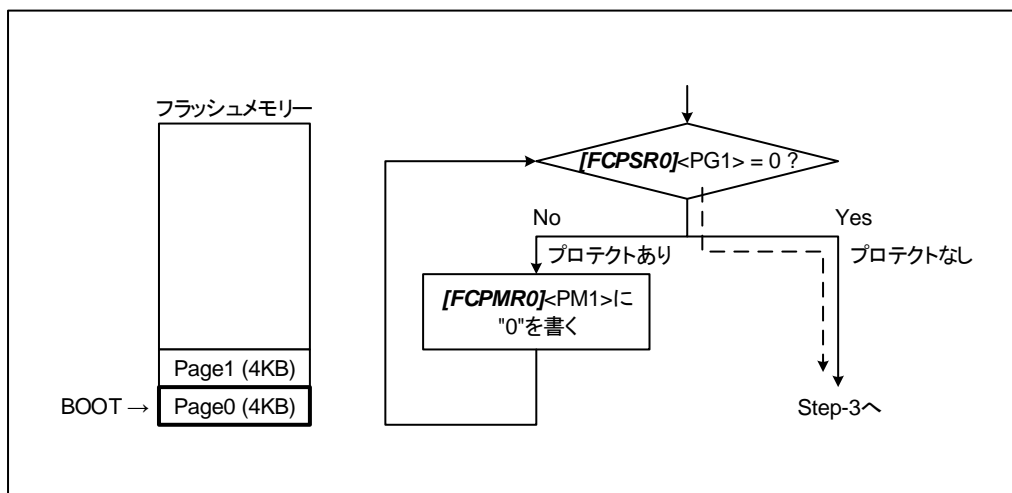 フラッシュメモリー
Page1 (4KB)
BOOT → Page0 (4KB)
[FCPSR0]<PG1> = 0 ?
No
Yes
プロテクトあり
プロテクトなし
[FCPMR0]<PM1>に
"0"を書く
Step-3へ